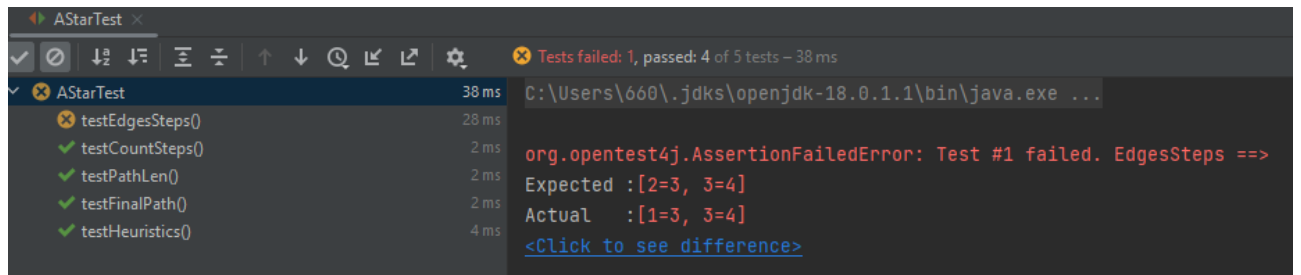 AStarTest
Tests failed: 1, passed: 4 of 5 tests – 38 ms
AStarTest 38 ms
testEdgesSteps() 28 ms
testCountSteps() 2 ms
testPathLen() 2 ms
testFinalPath() 2 ms
testHeuristics() 4 ms
C:\Users\660\.jdks\openjdk-18.0.1.1\bin\java.exe ...
org.opentest4j.AssertionFailedError: Test #1 failed. EdgesSteps ==>
Expected :[2=3, 3=4]
Actual   :[1=3, 3=4]
<Click to see difference>